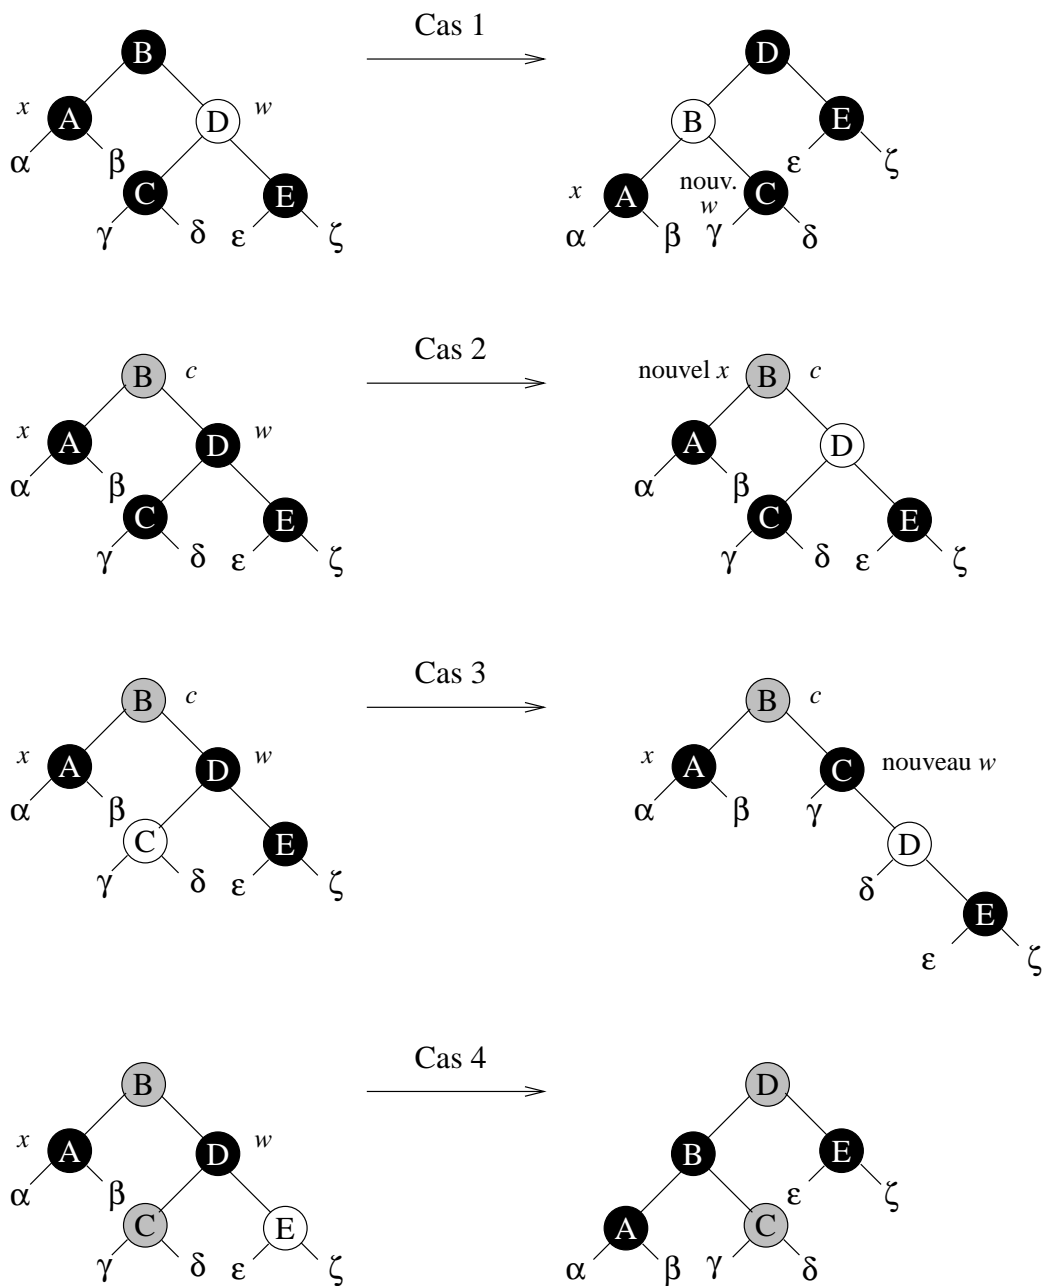 Cas 1
B D
x A D w B E
α β C E x A nouv. C ε ζ
w
γ δ ε ζ α β γ δ
Cas 2
B c nouvel x B c
x A D w A D
α β C E α β C E
γ δ ε ζ γ δ ε ζ
Cas 3
B c B c
x A D w x A C nouveau w
α β C E α β γ D
γ δ ε ζ δ E
ε ζ
Cas 4
B D
x A D w B E
α β C E A C ε ζ
γ δ ε ζ α β γ δ